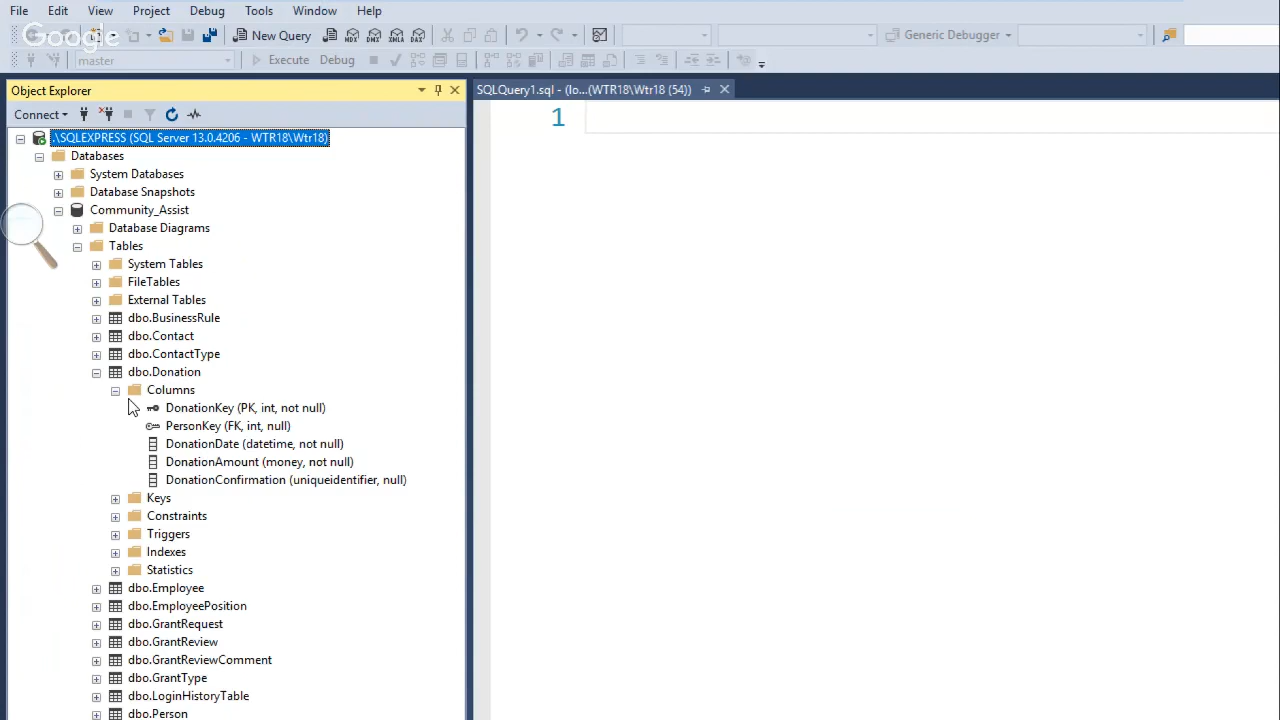 File Edit View Project Debug Tools Window Help
Google
New Query
MDX DMX XMLA DAX
Generic Debugger
master
Execute Debug
Object Explorer
SQLQuery1.sql - (lo...(WTR18\Wtr18 (54))
1
Connect
.\SQLEXPRESS (SQL Server 13.0.4206 - WTR18\Wtr18)
Databases
System Databases
Database Snapshots
Community_Assist
Database Diagrams
Tables
System Tables
FileTables
External Tables
dbo.BusinessRule
dbo.Contact
dbo.ContactType
dbo.Donation
Columns
DonationKey (PK, int, not null)
PersonKey (FK, int, null)
DonationDate (datetime, not null)
DonationAmount (money, not null)
DonationConfirmation (uniqueidentifier, null)
Keys
Constraints
Triggers
Indexes
Statistics
dbo.Employee
dbo.EmployeePosition
dbo.GrantRequest
dbo.GrantReview
dbo.GrantReviewComment
dbo.GrantType
dbo.LoginHistoryTable
dbo.Person